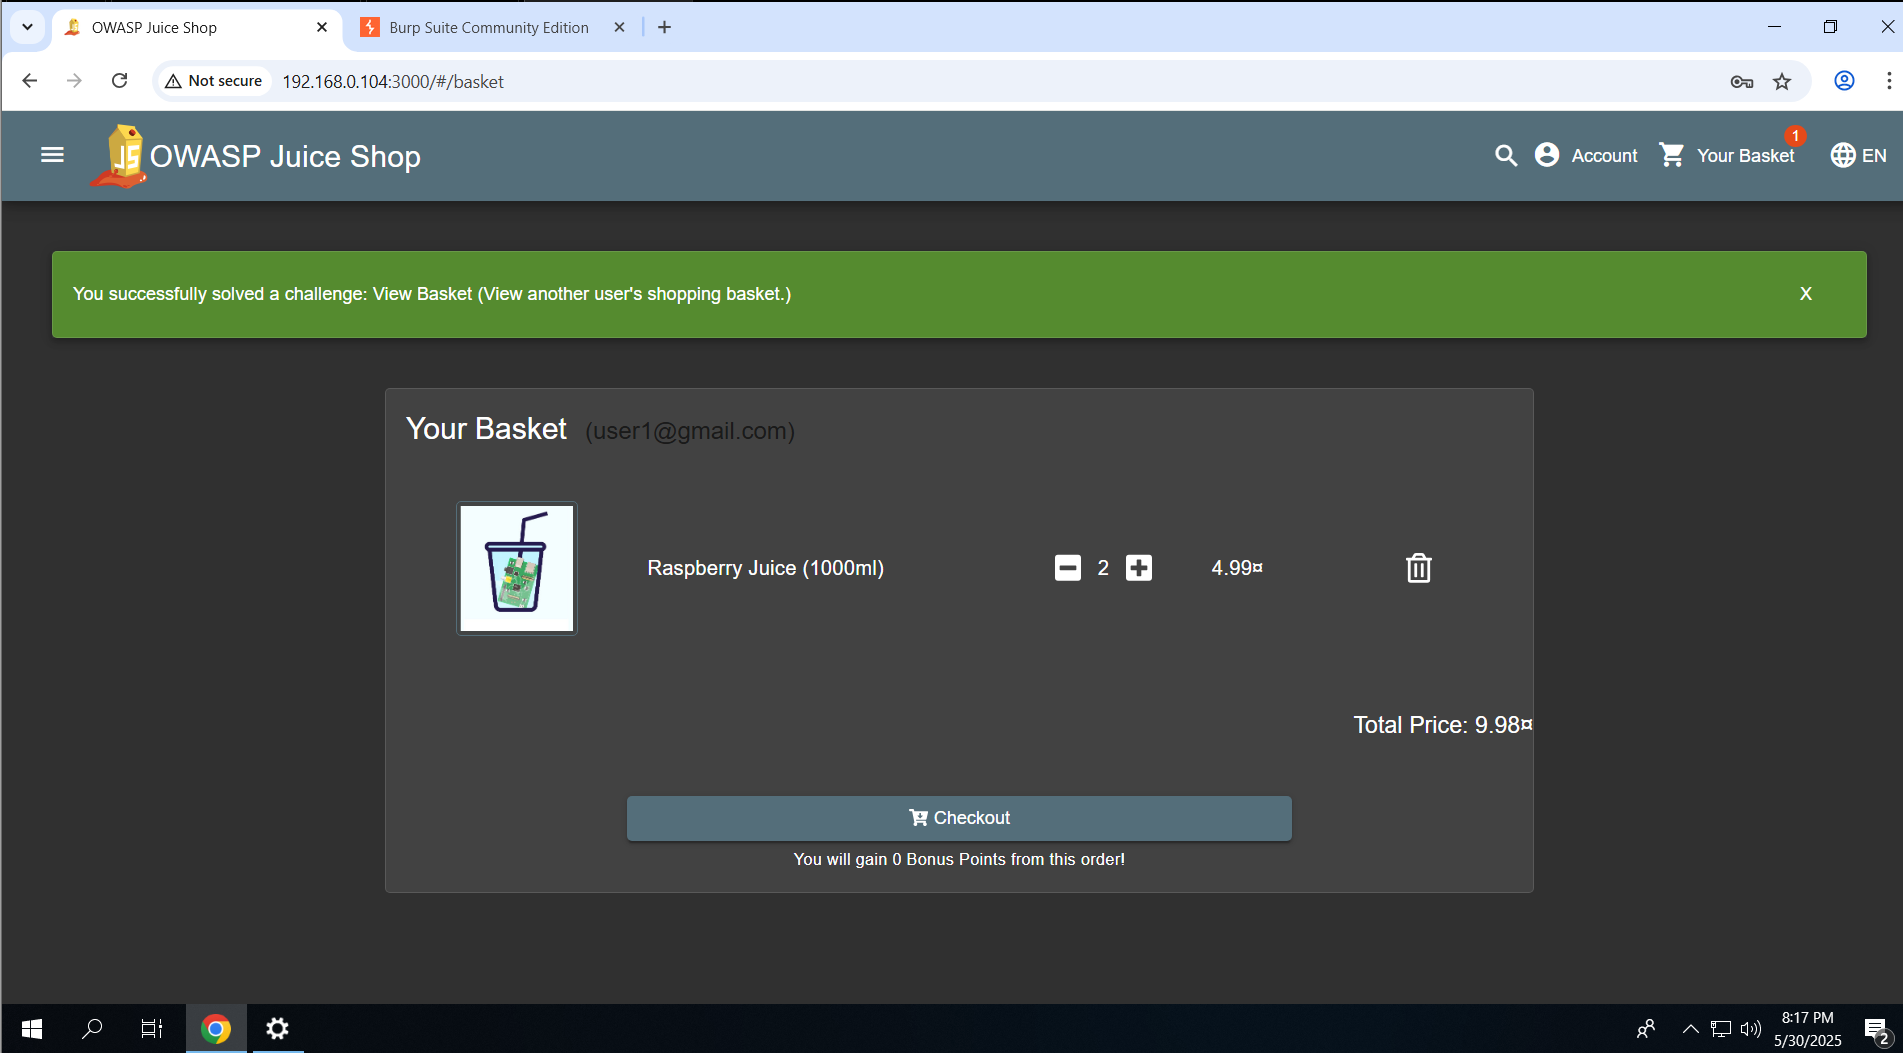 OWASP Juice Shop
Burp Suite Community Edition
Not secure
192.168.0.104:3000/#/basket
JS
OWASP Juice Shop
Account
Your Basket
1
EN
You successfully solved a challenge: View Basket (View another user's shopping basket.)
X
Your Basket (user1@gmail.com)
Raspberry Juice (1000ml)
2
4.99¤
Total Price: 9.98¤
Checkout
You will gain 0 Bonus Points from this order!
8:17 PM
5/30/2025
2